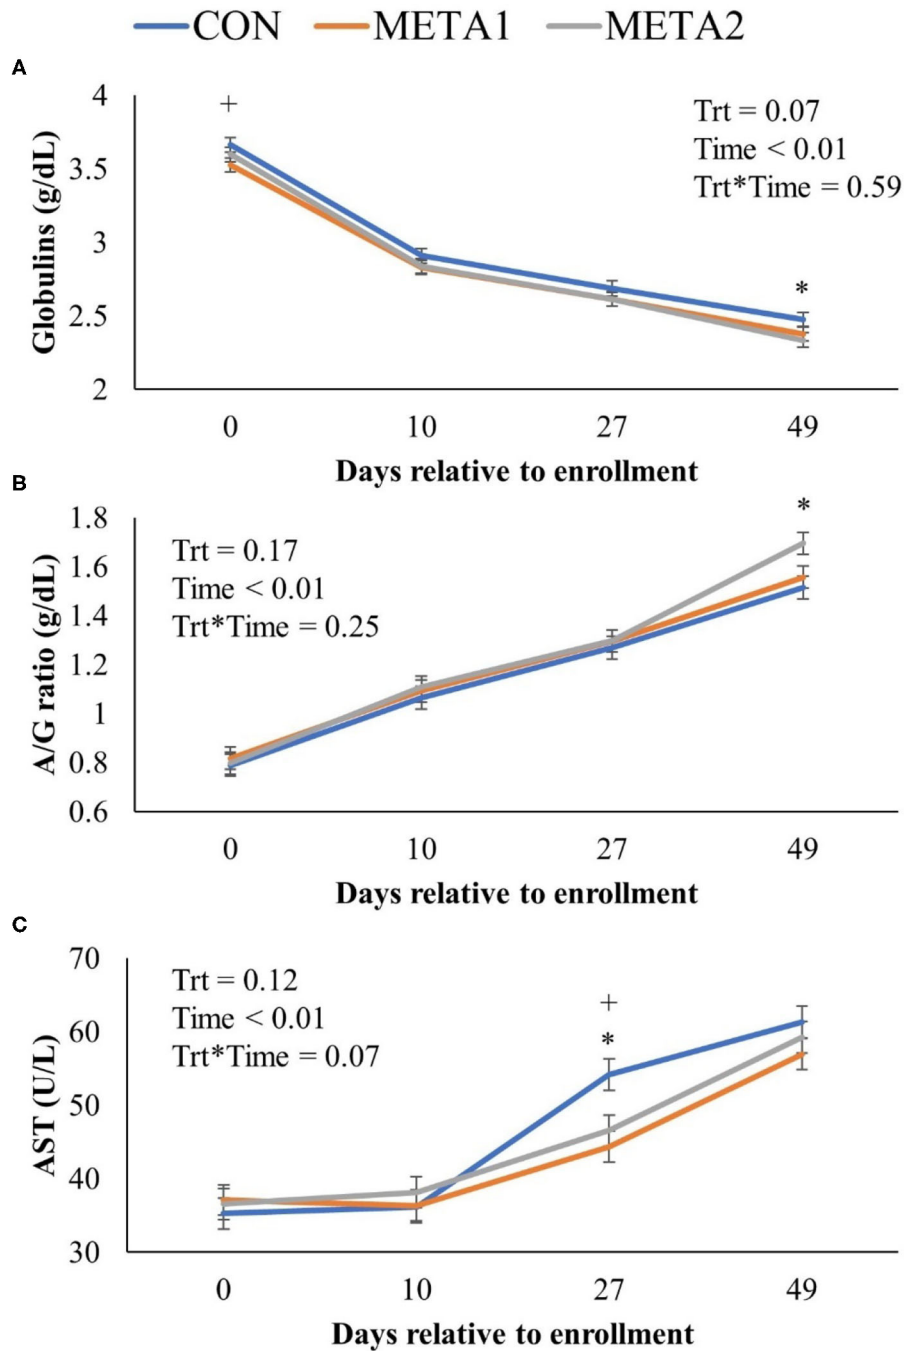 CON META1 META2
A
+
Trt = 0.07
Time < 0.01
Trt*Time = 0.59
*
Globulins (g/dL)
4
3.5
3
2.5
2
0 10 27 49
Days relative to enrollment
B
*
Trt = 0.17
Time < 0.01
Trt*Time = 0.25
A/G ratio (g/dL)
1.8
1.6
1.4
1.2
1
0.8
0.6
0 10 27 49
Days relative to enrollment
C
Trt = 0.12
Time < 0.01
Trt*Time = 0.07
+
*
AST (U/L)
70
60
50
40
30
0 10 27 49
Days relative to enrollment